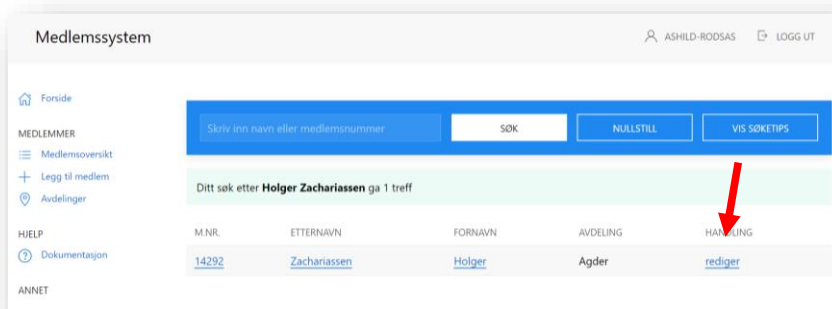 Medlemssystem
ASHILD-RODSAS LOGG UT
Forside
MEDLEMMER
Medlemsoversikt
Legg til medlem
Avdelinger
HJELP
Dokumentasjon
ANNET
Skriv inn navn eller medlemsnummer SØK NULLSTILL VIS SØKETIPS
Ditt søk etter Holger Zachariassen ga 1 treff
M.NR. ETTERNAVN FORNAVN AVDELING HANDLING
14292 Zachariassen Holger Agder rediger